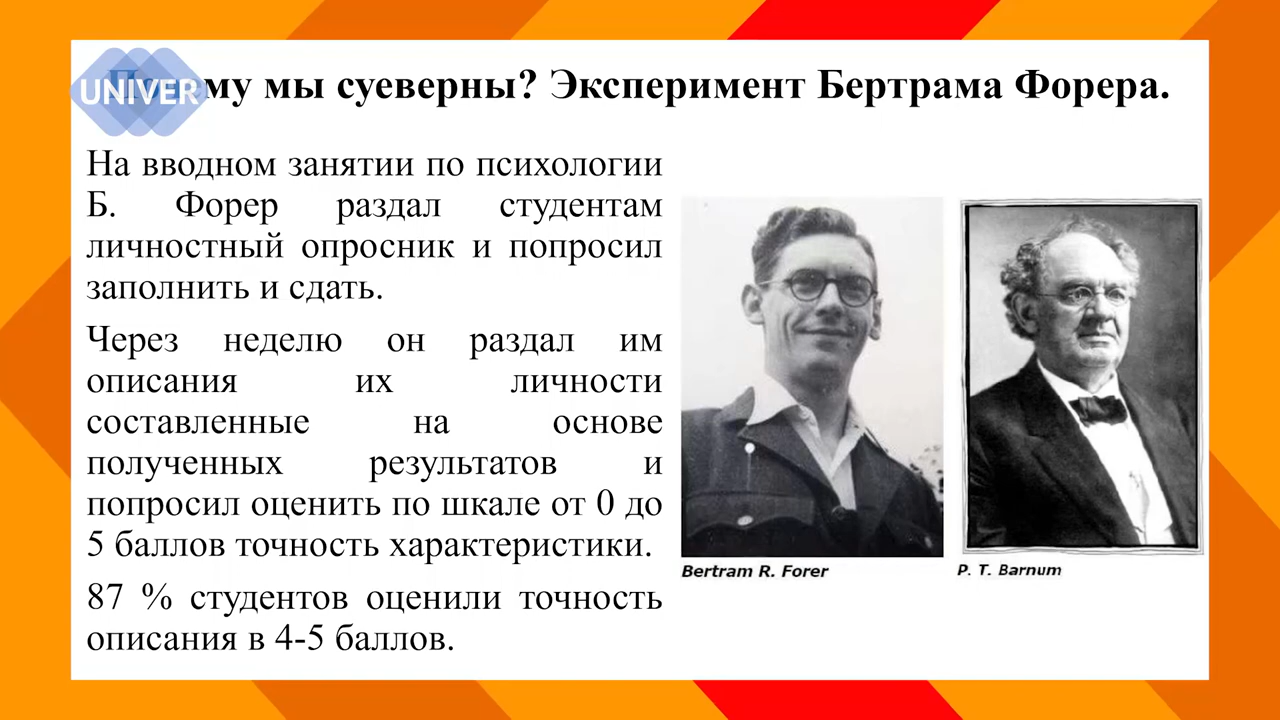 UNIVER
Почему мы суеверны? Эксперимент Бертрама Форера.
На вводном занятии по психологии
Б. Форер раздал студентам
личностный опросник и попросил
заполнить и сдать.
Через неделю он раздал им
описания их личности
составленные на основе
полученных результатов и
попросил оценить по шкале от 0 до
5 баллов точность характеристики.
87 % студентов оценили точность
описания в 4-5 баллов.
Bertram R. Forer
P. T. Barnum